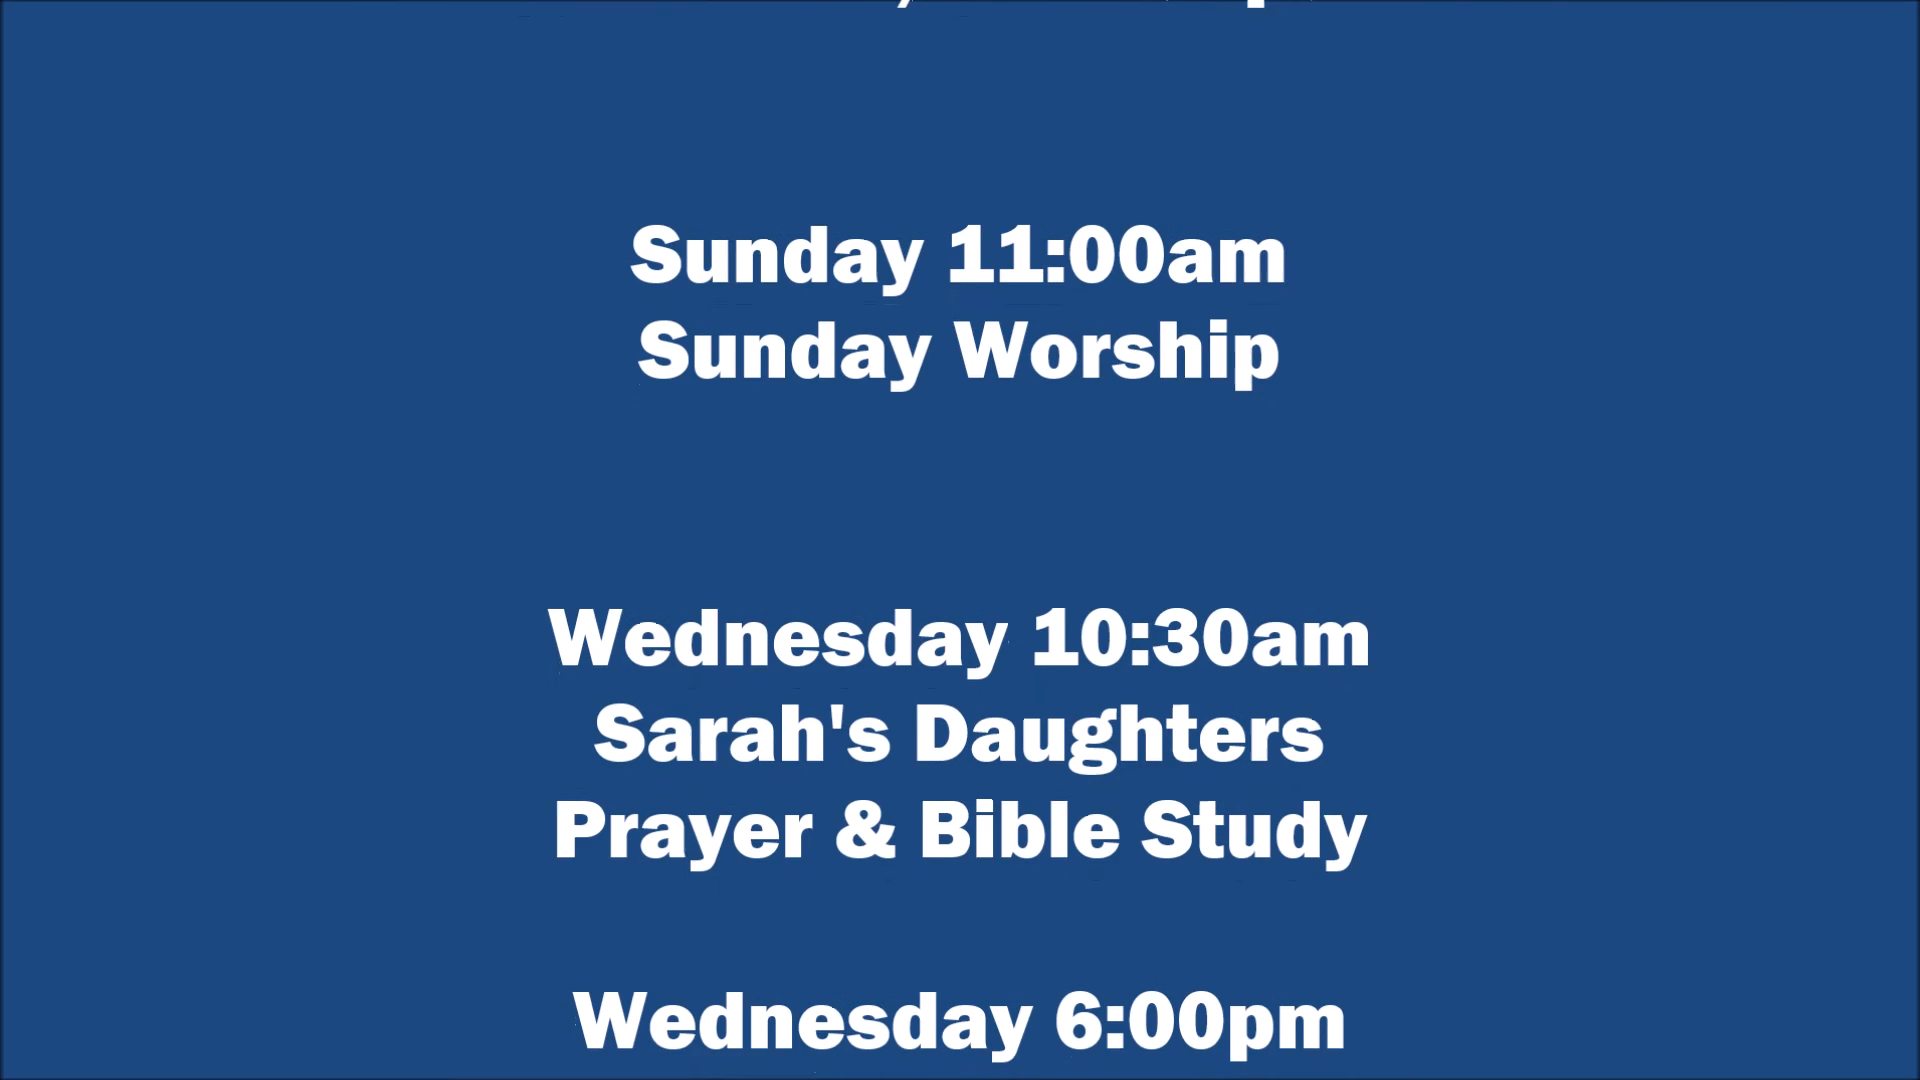 Sunday 11:00am
Sunday Worship
Wednesday 10:30am
Sarah's Daughters
Prayer & Bible Study
Wednesday 6:00pm